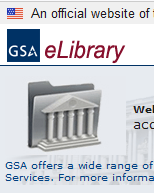 An official website of
GSA eLibrary
Wel
acc
GSA offers a wide range of
Services. For more informa